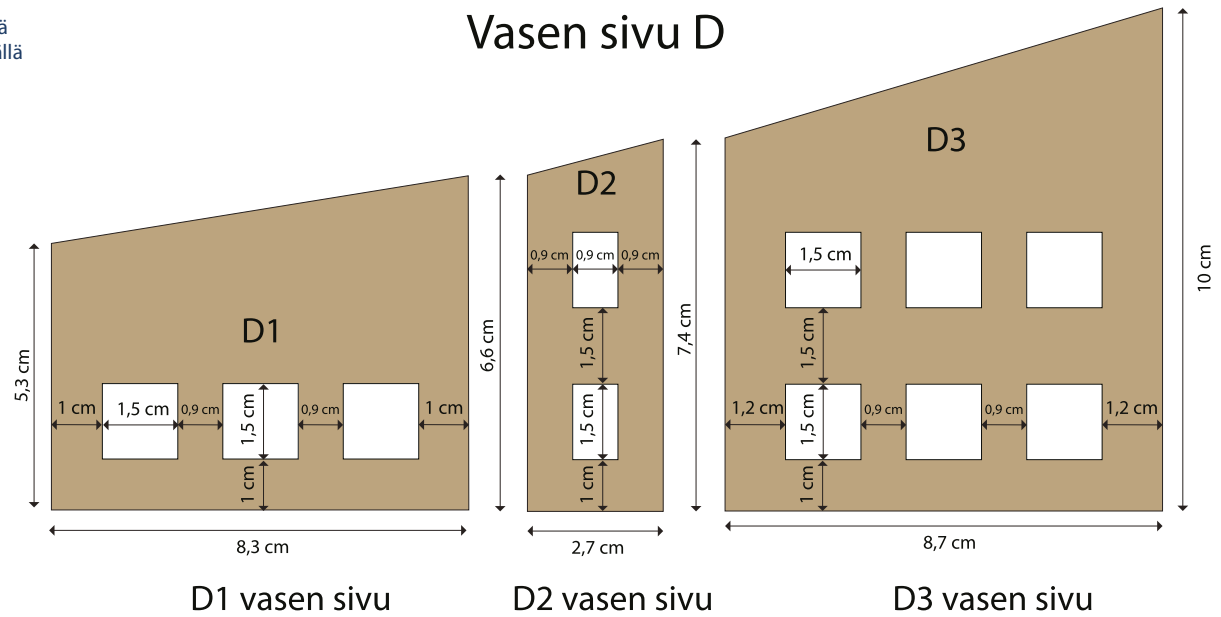 Vasen sivu D
D1
5,3 cm
1 cm
1,5 cm
0,9 cm
1,5 cm
0,9 cm
1 cm
1 cm
8,3 cm
D1 vasen sivu
6,6 cm
D2
0,9 cm
0,9 cm
0,9 cm
1,5 cm
1,5 cm
1 cm
2,7 cm
D2 vasen sivu
7,4 cm
D3
1,5 cm
1,5 cm
1,2 cm
1,5 cm
0,9 cm
0,9 cm
1,2 cm
1 cm
10 cm
8,7 cm
D3 vasen sivu